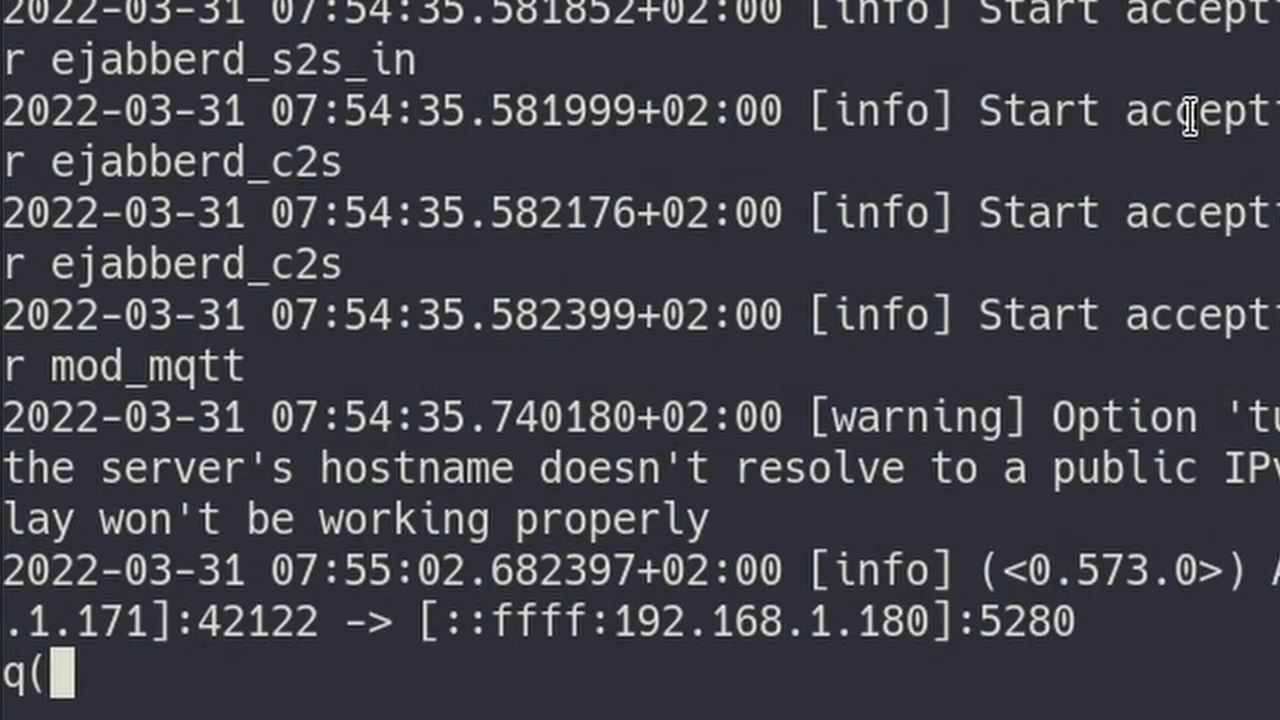 2022-03-31 07:54:35.581852+02:00 [info] Start accept
r ejabberd_s2s_in
2022-03-31 07:54:35.581999+02:00 [info] Start accept
r ejabberd_c2s
2022-03-31 07:54:35.582176+02:00 [info] Start accept
r ejabberd_c2s
2022-03-31 07:54:35.582399+02:00 [info] Start accept
r mod_mqtt
2022-03-31 07:54:35.740180+02:00 [warning] Option 'tu
the server's hostname doesn't resolve to a public IPv
lay won't be working properly
2022-03-31 07:55:02.682397+02:00 [info] (<0.573.0>) A
.1.171]:42122 -> [::ffff:192.168.1.180]:5280
q(